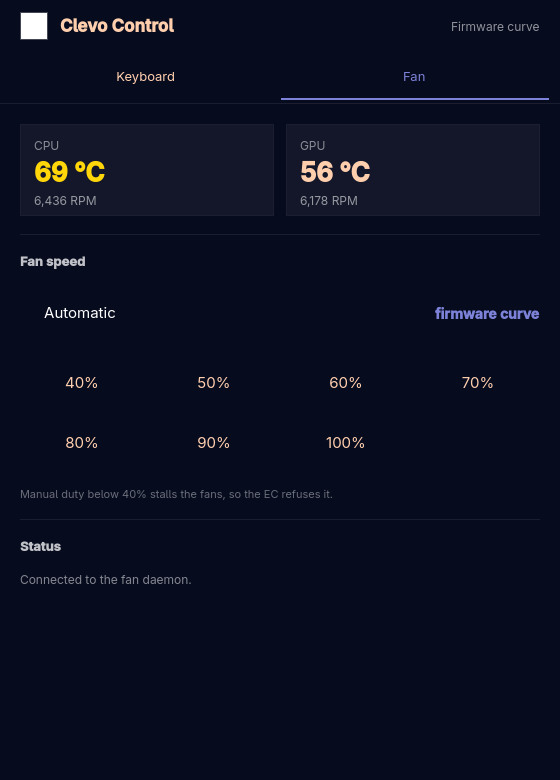 Clevo Control
Firmware curve
Keyboard
Fan
CPU
69 °C
6,436 RPM
GPU
56 °C
6,178 RPM
Fan speed
Automatic
firmware curve
40%
50%
60%
70%
80%
90%
100%
Manual duty below 40% stalls the fans, so the EC refuses it.
Status
Connected to the fan daemon.